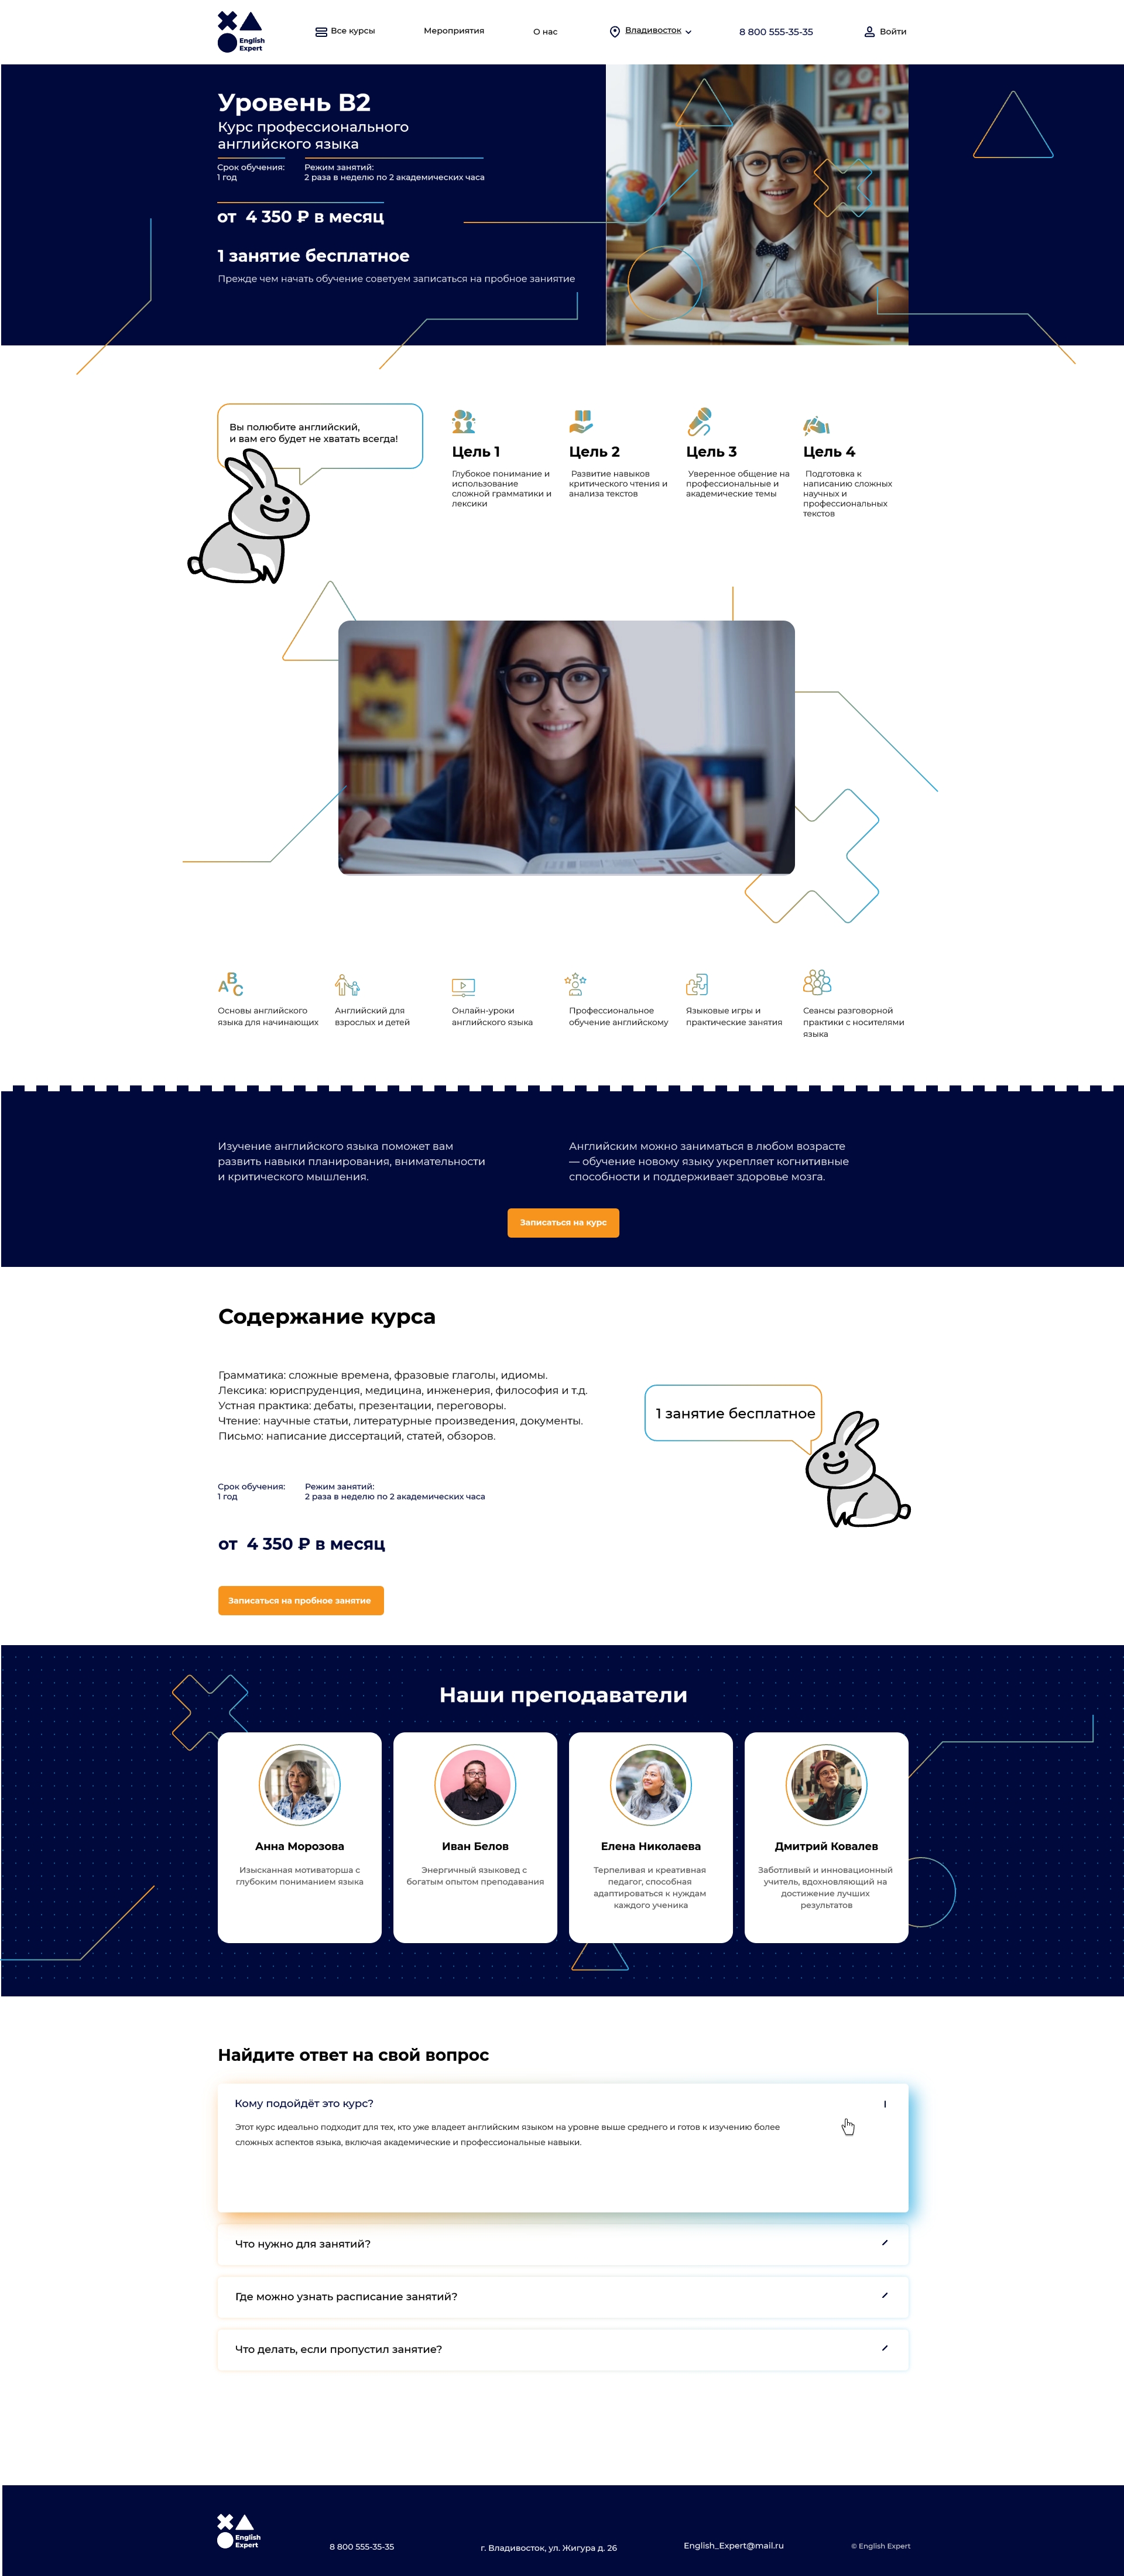 English
Expert
Все курсы
Мероприятия
О нас
Владивосток
8 800 555-35-35
Войти
Уровень B2
Курс профессионального
английского языка
Срок обучения:
1 год
Режим занятий:
2 раза в неделю по 2 академических часа
от 4 350 ₽ в месяц
1 занятие бесплатное
Прежде чем начать обучение советуем записаться на пробное заниятие
Вы полюбите английский,
и вам его будет не хватать всегда!
Цель 1
Глубокое понимание и
использование
сложной грамматики и
лексики
Цель 2
Развитие навыков
критического чтения и
анализа текстов
Цель 3
Уверенное общение на
профессиональные и
академические темы
Цель 4
Подготовка к
написанию сложных
научных и
профессиональных
текстов
A B C
Основы английского
языка для начинающих
Английский для
взрослых и детей
Онлайн-уроки
английского языка
Профессиональное
обучение английскому
Языковые игры и
практические занятия
Сеансы разговорной
практики с носителями
языка
Изучение английского языка поможет вам
развить навыки планирования, внимательности
и критического мышления.
Английским можно заниматься в любом возрасте
— обучение новому языку укрепляет когнитивные
способности и поддерживает здоровье мозга.
Записаться на курс
Содержание курса
Грамматика: сложные времена, фразовые глаголы, идиомы.
Лексика: юриспруденция, медицина, инженерия, философия и т.д.
Устная практика: дебаты, презентации, переговоры.
Чтение: научные статьи, литературные произведения, документы.
Письмо: написание диссертаций, статей, обзоров.
1 занятие бесплатное
Срок обучения:
1 год
Режим занятий:
2 раза в неделю по 2 академических часа
от 4 350 ₽ в месяц
Записаться на пробное занятие
Наши преподаватели
Анна Морозова
Изысканная мотиваторша с
глубоким пониманием языка
Иван Белов
Энергичный языковед с
богатым опытом преподавания
Елена Николаева
Терпеливая и креативная
педагог, способная
адаптироваться к нуждам
каждого ученика
Дмитрий Ковалев
Заботливый и инновационный
учитель, вдохновляющий на
достижение лучших
результатов
Найдите ответ на свой вопрос
Кому подойдёт это курс?
Этот курс идеально подходит для тех, кто уже владеет английским языком на уровне выше среднего и готов к изучению более
сложных аспектов языка, включая академические и профессиональные навыки.
Что нужно для занятий?
Где можно узнать расписание занятий?
Что делать, если пропустил занятие?
English
Expert
8 800 555-35-35
г. Владивосток, ул. Жигура д. 26
English_Expert@mail.ru
© English Expert